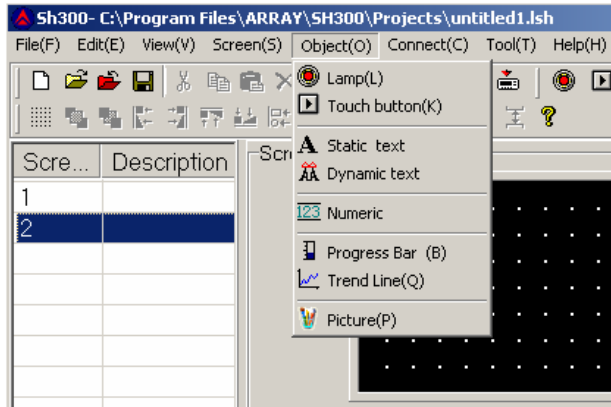 Sh300- C:\Program Files\ARRAY\SH300\Projects\untitled1.lsh
File(F) Edit(E) View(V) Screen(S) Object(O) Connect(C) Tool(T) Help(H)
Lamp(L)
Touch button(K)
A Static text
AA Dynamic text
123 Numeric
Progress Bar (B)
Trend Line(Q)
Picture(P)
Scre... Description
1
2
Scr